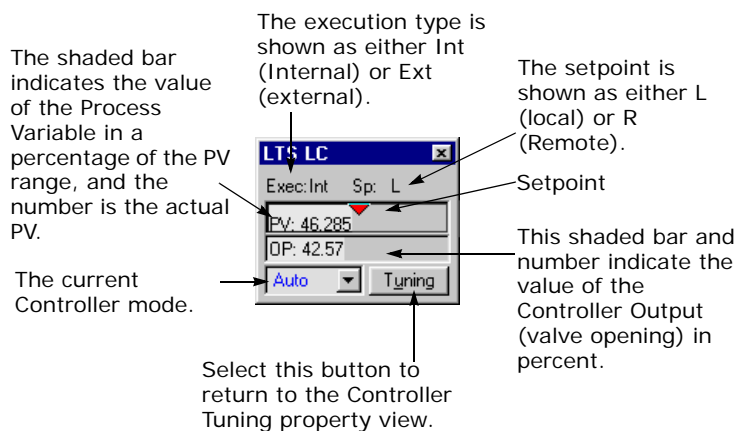 The execution type is
shown as either Int
(Internal) or Ext
(external).
The shaded bar
indicates the value
of the Process
Variable in a
percentage of the PV
range, and the
number is the actual
PV.
The setpoint is
shown as either L
(local) or R
(Remote).
LTS LC
Exec:Int Sp: L
PV: 46.285
OP: 42.57
Auto Tuning
Setpoint
This shaded bar and
number indicate the
value of the
Controller Output
(valve opening) in
percent.
The current
Controller mode.
Select this button to
return to the Controller
Tuning property view.